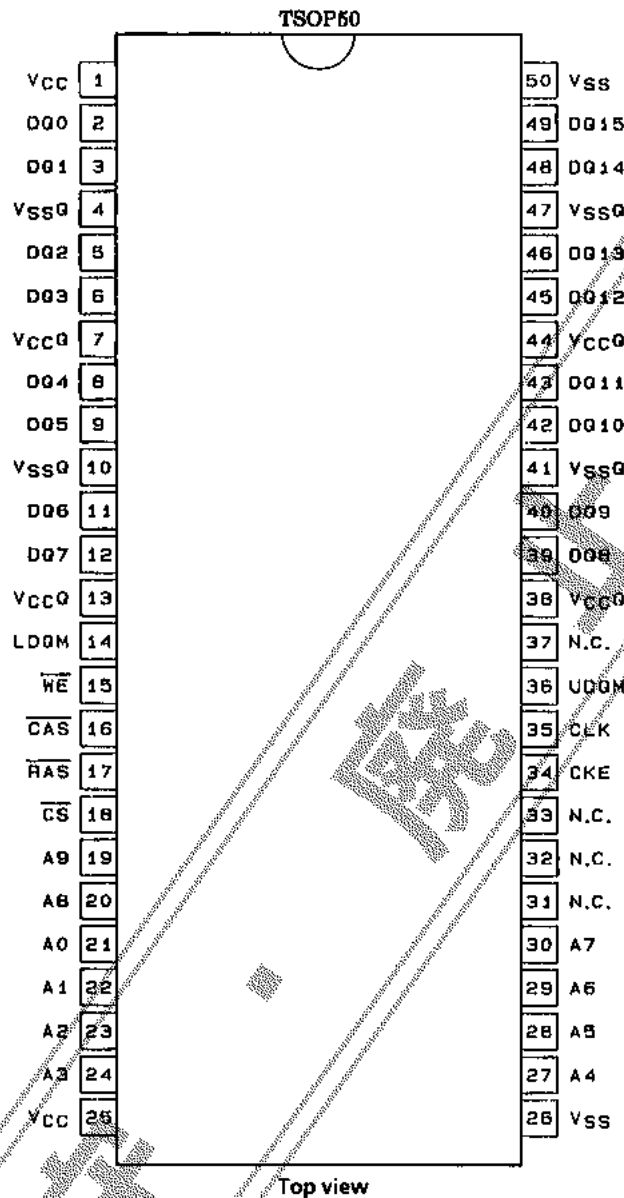 TSOP50
VCC 1 50 VSS
DQ0 2 49 DQ15
DQ1 3 48 DQ14
VSSQ 4 47 VSSQ
DQ2 5 46 DQ13
DQ3 6 45 DQ12
VCCQ 7 44 VCCQ
DQ4 8 43 DQ11
DQ5 9 42 DQ10
VSSQ 10 41 VSSQ
DQ6 11 40 DQ9
DQ7 12 39 DQ8
VCCQ 13 38 VCCQ
LDQM 14 37 N.C.
WE 15 36 UDQM
CAS 16 35 CLK
RAS 17 34 CKE
CS 18 33 N.C.
A9 19 32 N.C.
A8 20 31 N.C.
A0 21 30 A7
A1 22 29 A6
A2 23 28 A5
A3 24 27 A4
VCC 25 26 VSS
Top view